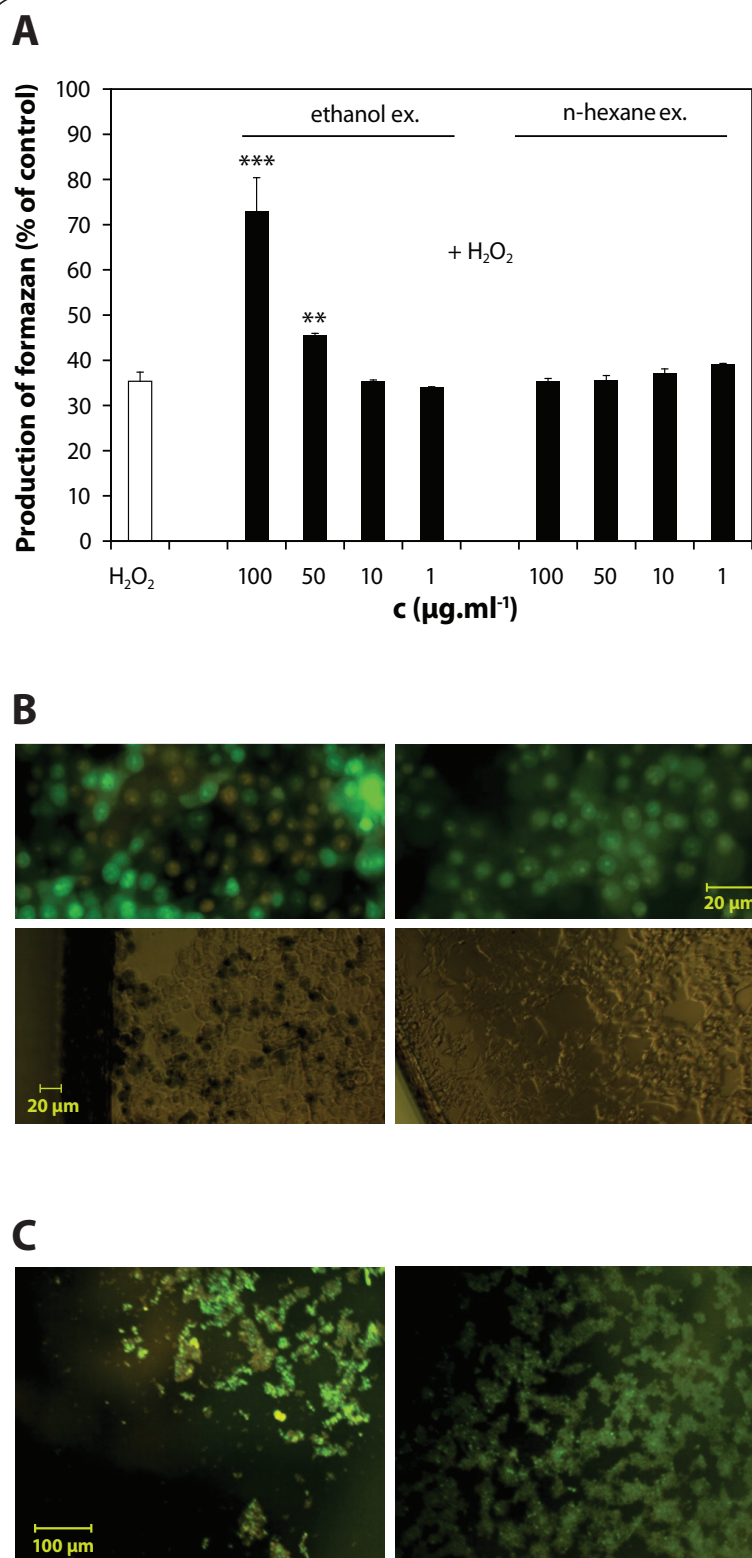 A
Production of formazan (% of control)
100
90
80
70
60
50
40
30
20
10
0
ethanol ex.
n-hexane ex.
***
**
+ H₂O₂
H₂O₂ 100 50 10 1 100 50 10 1
c (µg.ml⁻¹)
B
20 µm
20 µm
C
100 µm